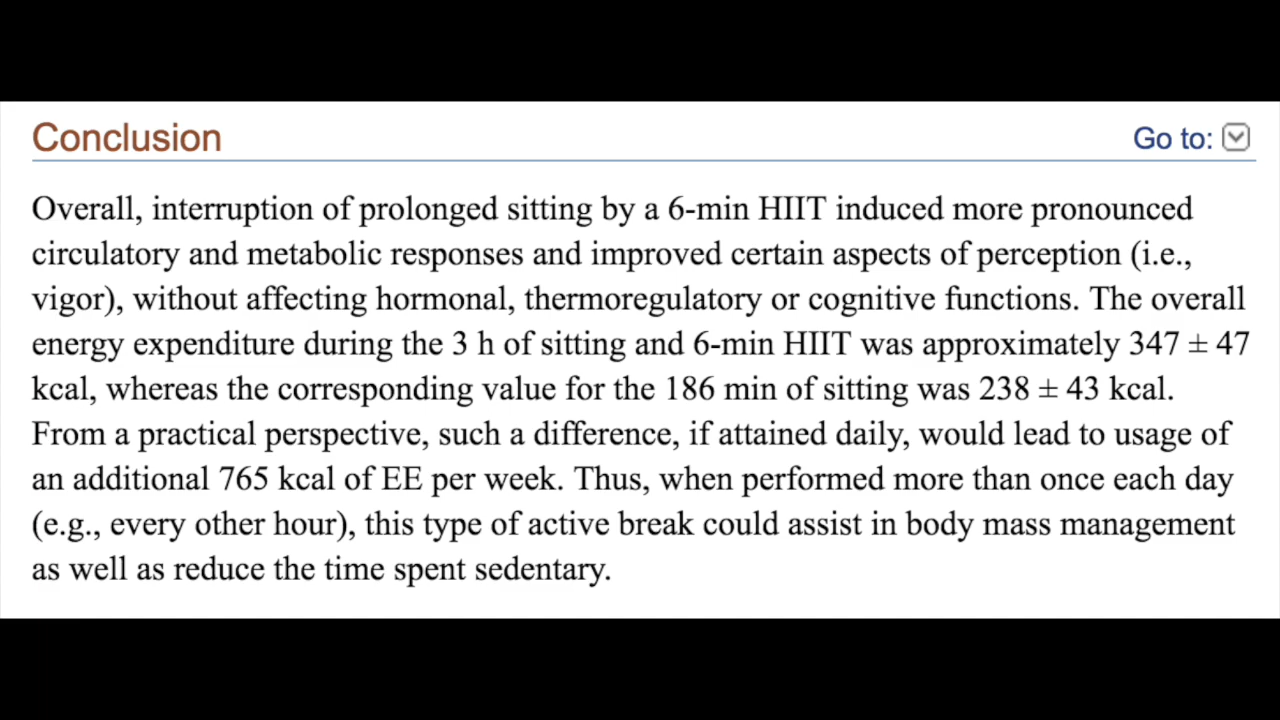 Conclusion
Go to:
Overall, interruption of prolonged sitting by a 6-min HIIT induced more pronounced
circulatory and metabolic responses and improved certain aspects of perception (i.e.,
vigor), without affecting hormonal, thermoregulatory or cognitive functions. The overall
energy expenditure during the 3 h of sitting and 6-min HIIT was approximately 347 ± 47
kcal, whereas the corresponding value for the 186 min of sitting was 238 ± 43 kcal.
From a practical perspective, such a difference, if attained daily, would lead to usage of
an additional 765 kcal of EE per week. Thus, when performed more than once each day
(e.g., every other hour), this type of active break could assist in body mass management
as well as reduce the time spent sedentary.